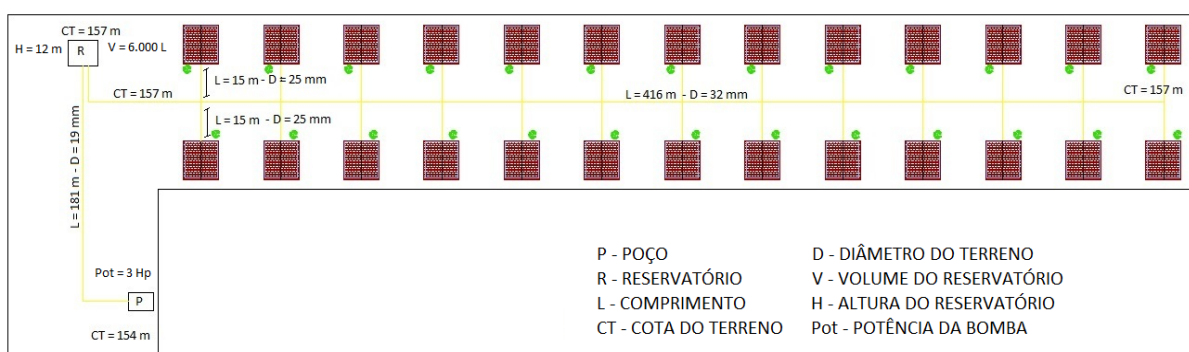 CT = 157 m
H = 12 m
R
V = 6.000 L
L = 15 m - D = 25 mm
CT = 157 m
L = 416 m - D = 32 mm
CT = 157 m
L = 15 m - D = 25 mm
L = 181 m - D = 19 mm
Pot = 3 Hp
P
CT = 154 m
P - POÇO
R - RESERVATÓRIO
L - COMPRIMENTO
CT - COTA DO TERRENO
D - DIÂMETRO DO TERRENO
V - VOLUME DO RESERVATÓRIO
H - ALTURA DO RESERVATÓRIO
Pot - POTÊNCIA DA BOMBA